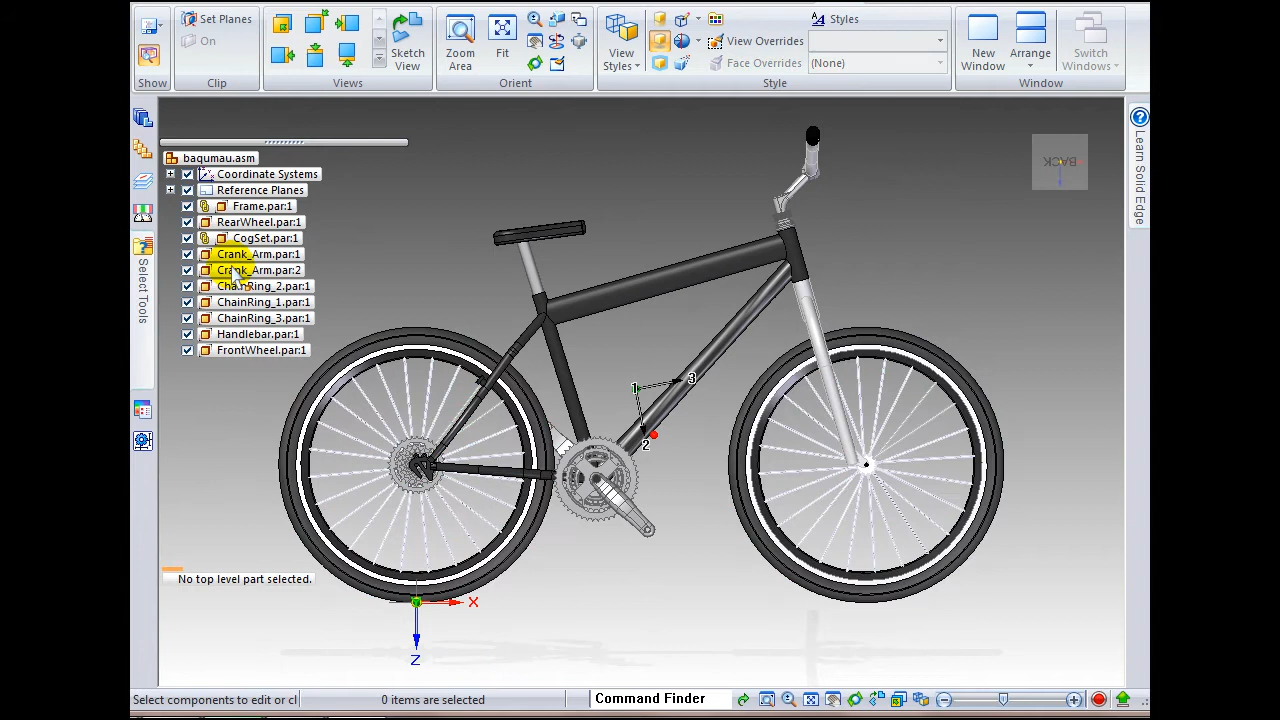 Set Planes
On
Show
Clip
Views
Sketch
View
Zoom
Area
Fit
Orient
View
Styles
Styles
View Overrides
Face Overrides
(None)
Style
New
Window
Arrange
Switch
Windows
Window
baqumau.asm
Coordinate Systems
Reference Planes
Frame.par:1
RearWheel.par:1
CogSet.par:1
Crank_Arm.par:1
Crank_Arm.par:2
ChainRing_2.par:1
ChainRing_1.par:1
ChainRing_3.par:1
Handlebar.par:1
FrontWheel.par:1
No top level part selected.
Select Tools
BACK
Learn Solid Edge
1
2
3
X
Z
Select components to edit or cl
0 items are selected
Command Finder